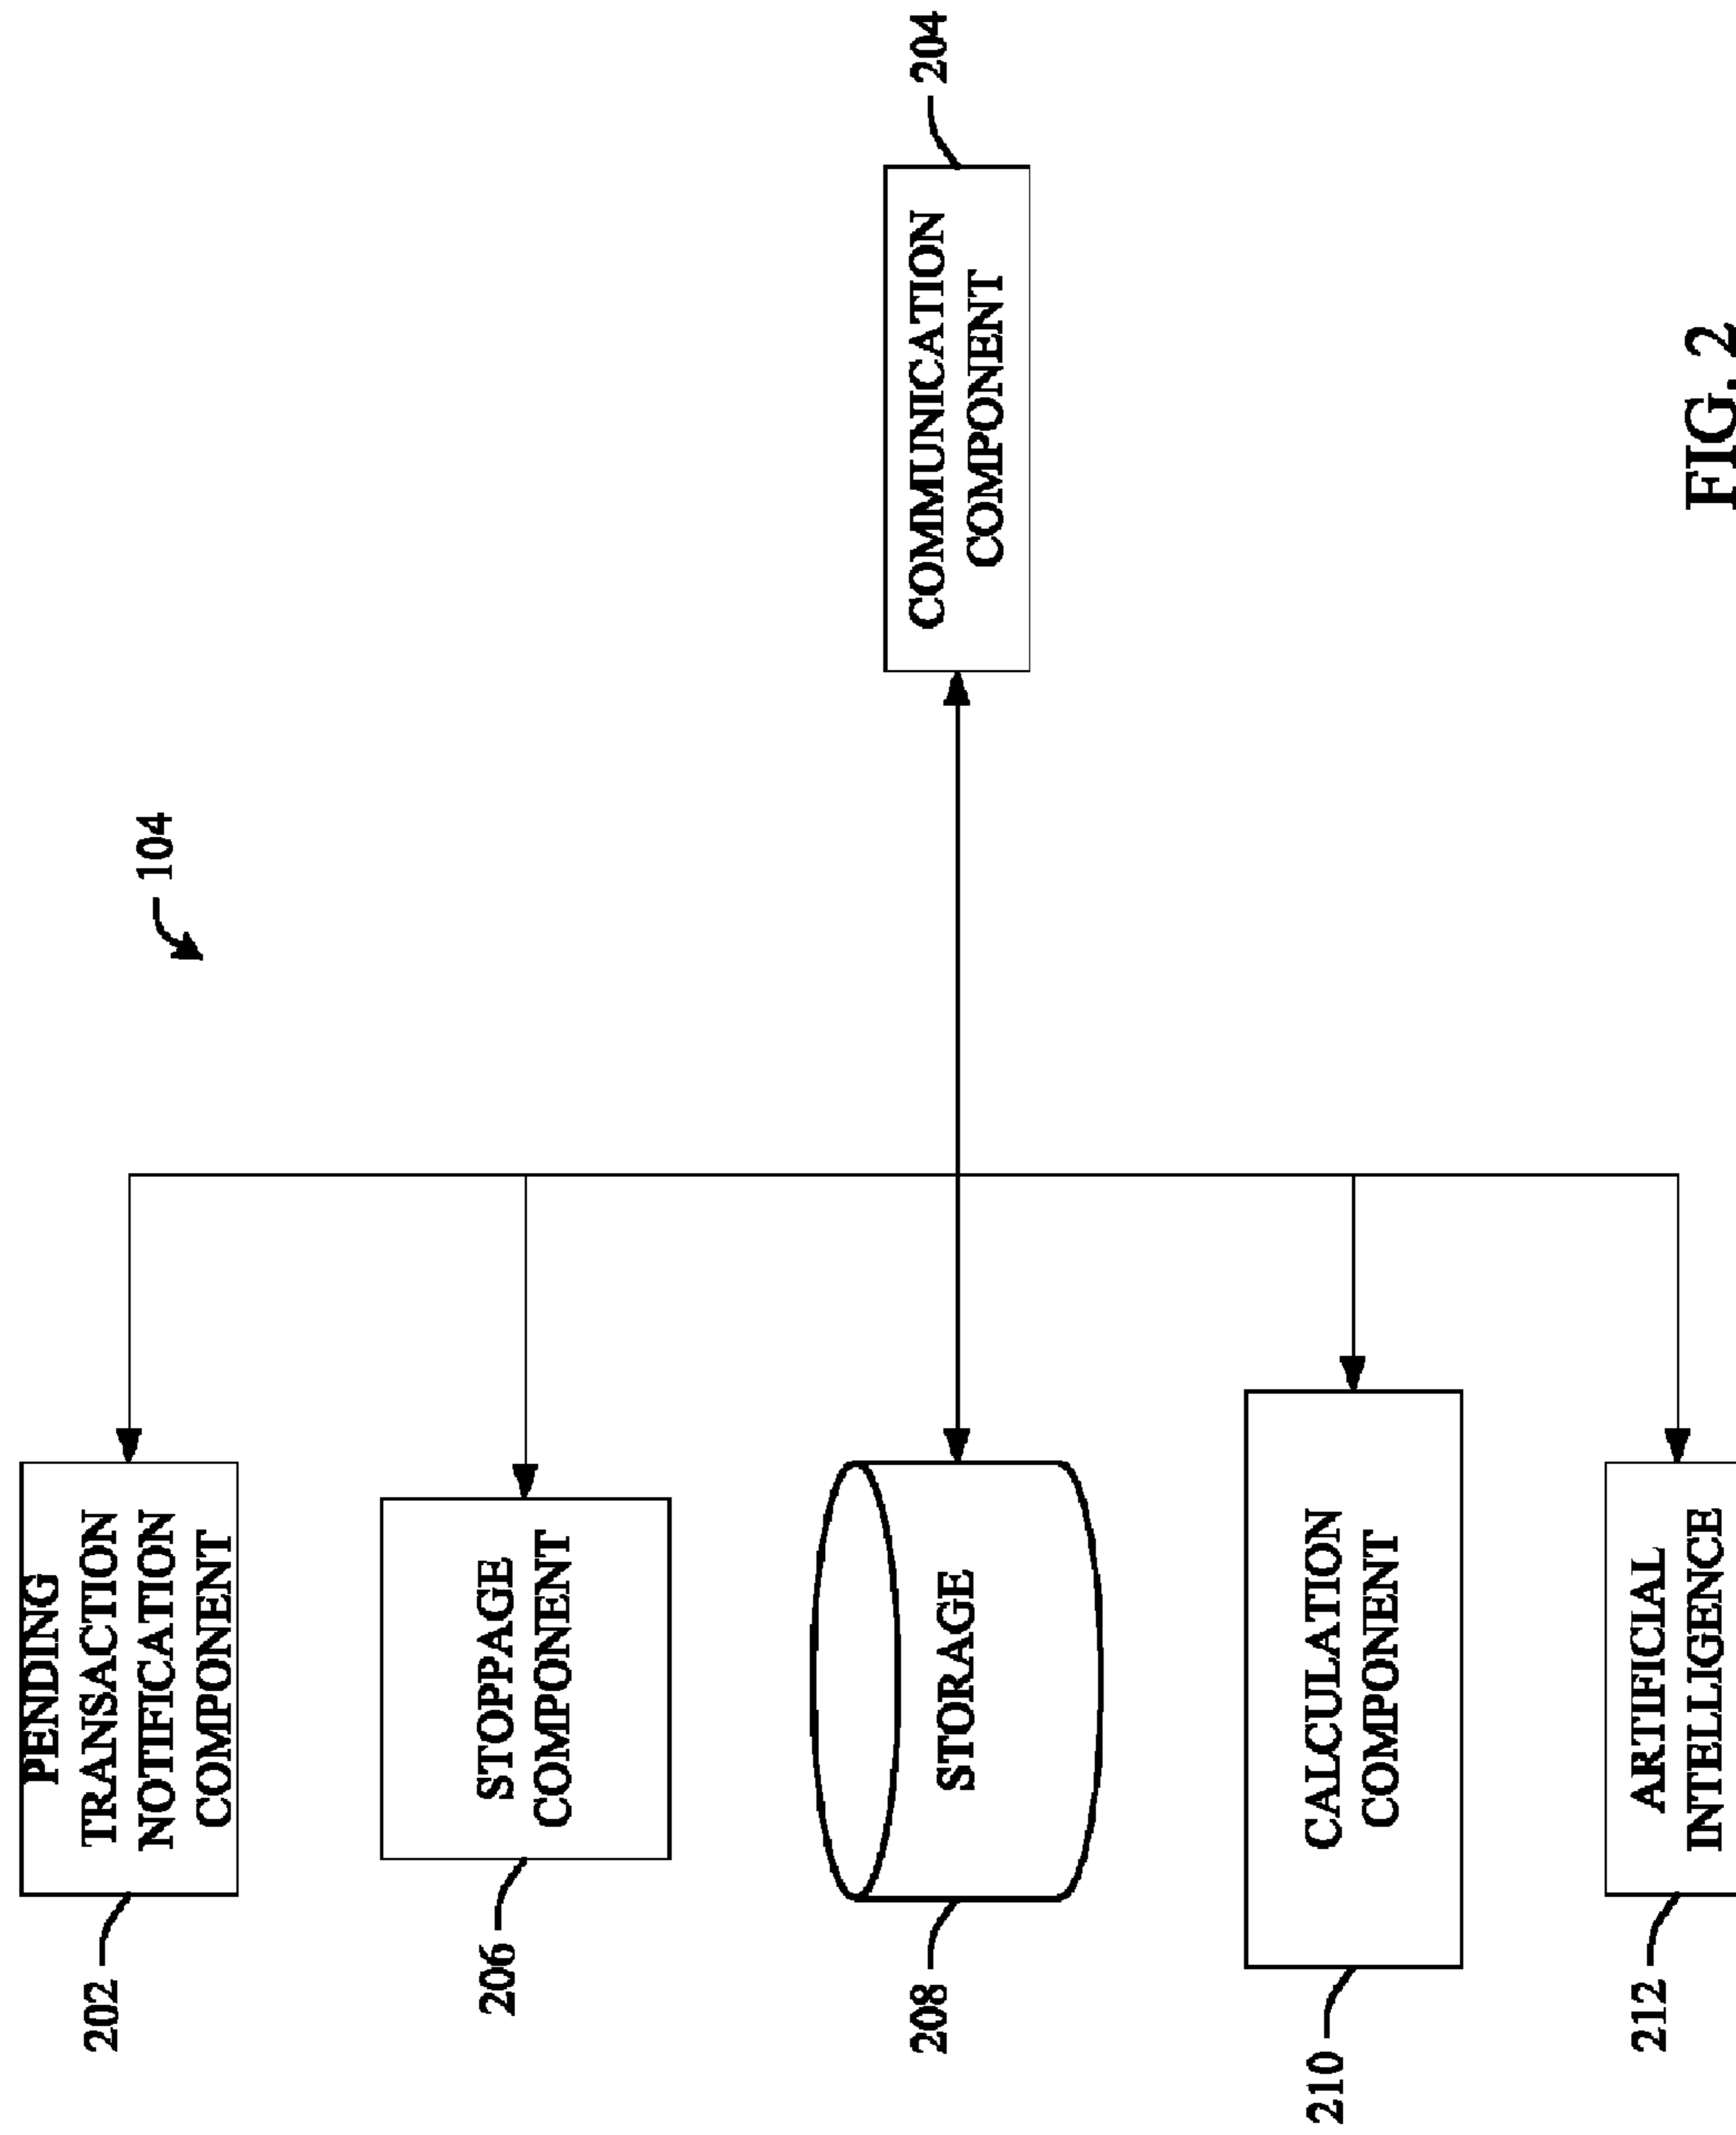 104
202
PENDING
TRANSACTION
NOTIFICATION
COMPONENT
206
STOPPAGE
COMPONENT
208
STORAGE
COMMUNICATION
COMPONENT
204
210
CALCULATION
COMPONENT
212
ARTIFICIAL
INTELLIGENCE
FIG. 2